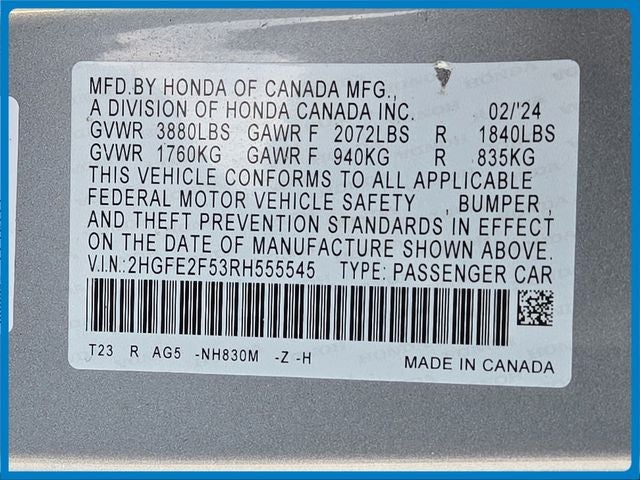 MFD.BY HONDA OF CANADA MFG.,
A DIVISION OF HONDA CANADA INC. 02/'24
GVWR 3880LBS GAWR F 2072LBS R 1840LBS
GVWR 1760KG GAWR F 940KG R 835KG
THIS VEHICLE CONFORMS TO ALL APPLICABLE
FEDERAL MOTOR VEHICLE SAFETY , BUMPER ,
AND THEFT PREVENTION STANDARDS IN EFFECT
ON THE DATE OF MANUFACTURE SHOWN ABOVE.
V.I.N.:2HGFE2F53RH555545 TYPE: PASSENGER CAR
T23 R AG5 -NH830M -Z -H MADE IN CANADA